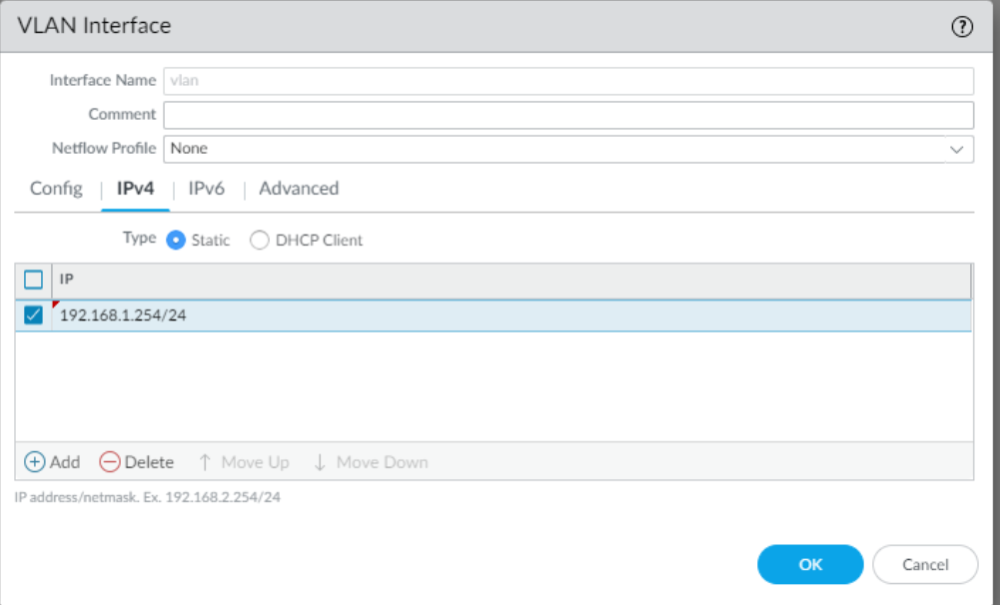 VLAN Interface
Interface Name vlan
Comment
Netflow Profile None
Config IPv4 IPv6 Advanced
Type Static DHCP Client
IP
192.168.1.254/24
Add Delete Move Up Move Down
IP address/netmask. Ex. 192.168.2.254/24
OK Cancel